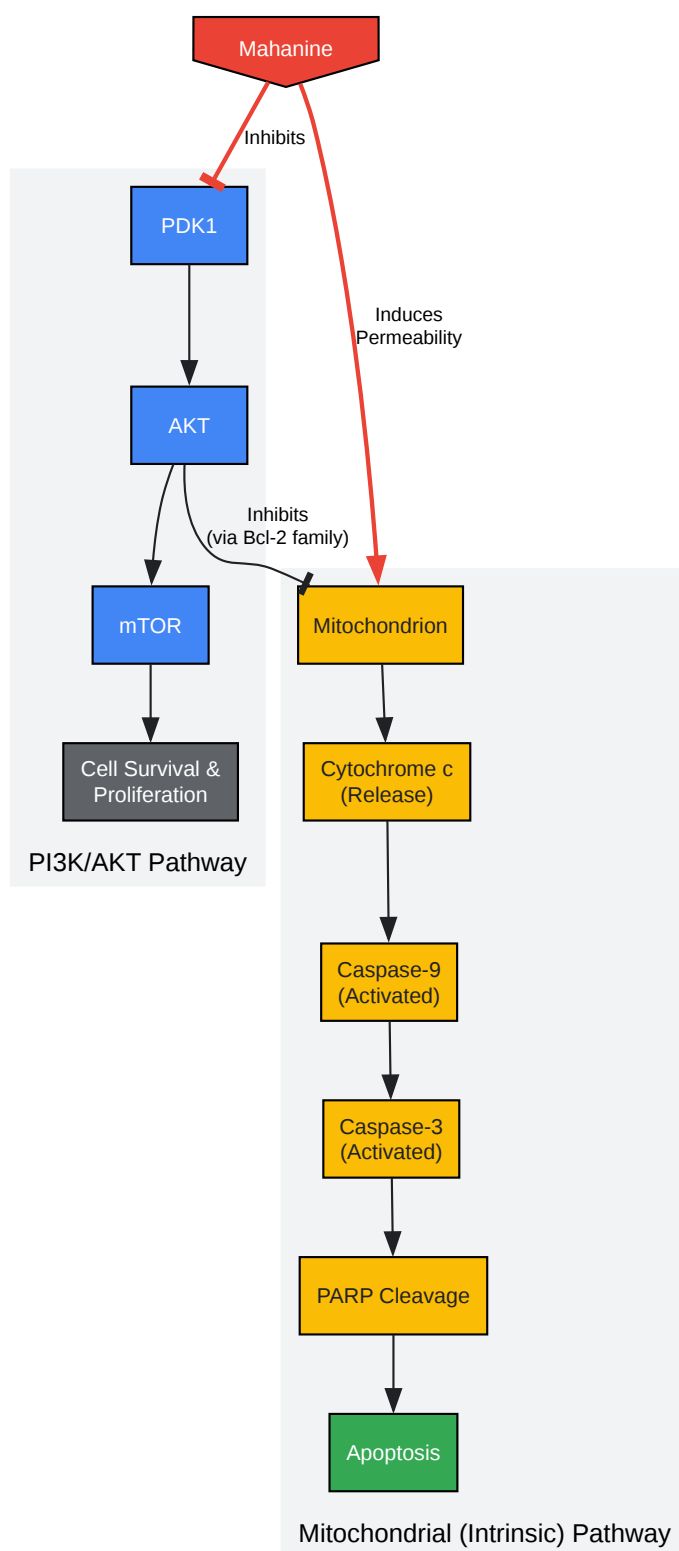 Mahanine
Inhibits
PDK1
Induces
Permeability
AKT
Inhibits
(via Bcl-2 family)
mTOR
Mitochondrion
Cell Survival &
Proliferation
Cytochrome c
(Release)
PI3K/AKT Pathway
Caspase-9
(Activated)
Caspase-3
(Activated)
PARP Cleavage
Apoptosis
Mitochondrial (Intrinsic) Pathway